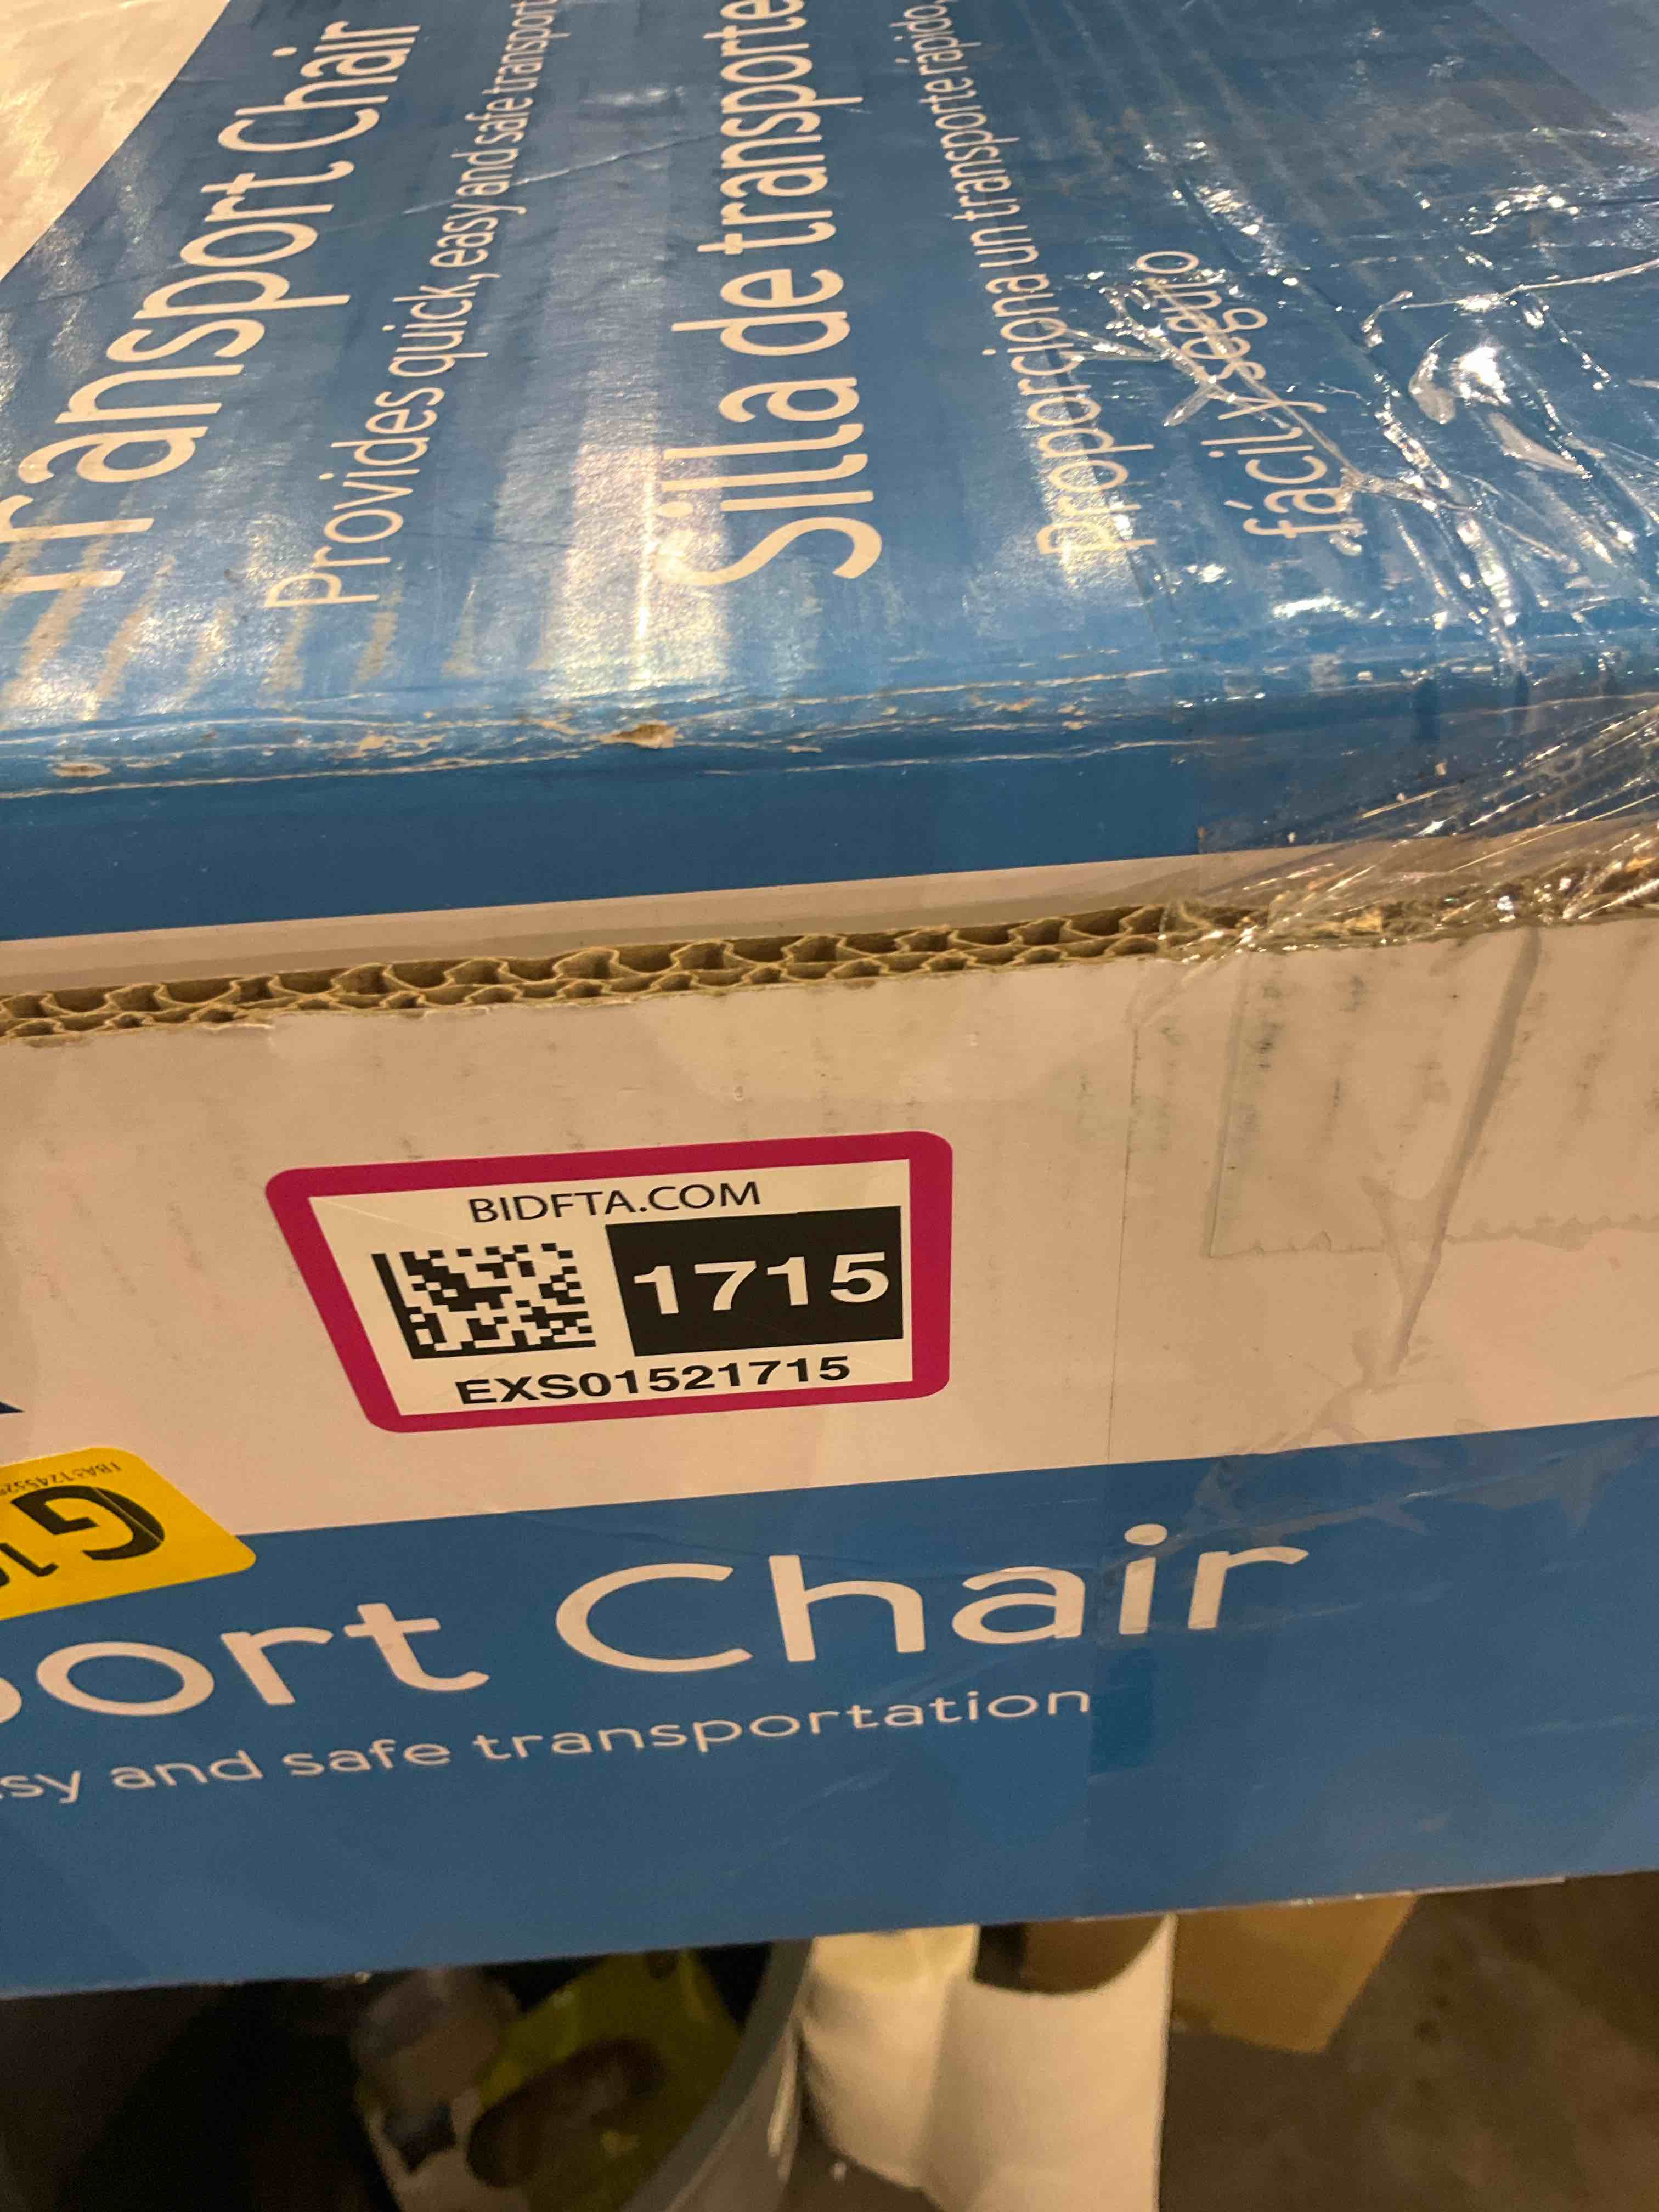 Transport Chair
Provides quick, easy and safe transport
Silla de transporte
Proporciona un transporte rápido,
fácil y seguro
BIDFTA.COM
1715
EXS01521715
G
ort Chair
sy and safe transportation